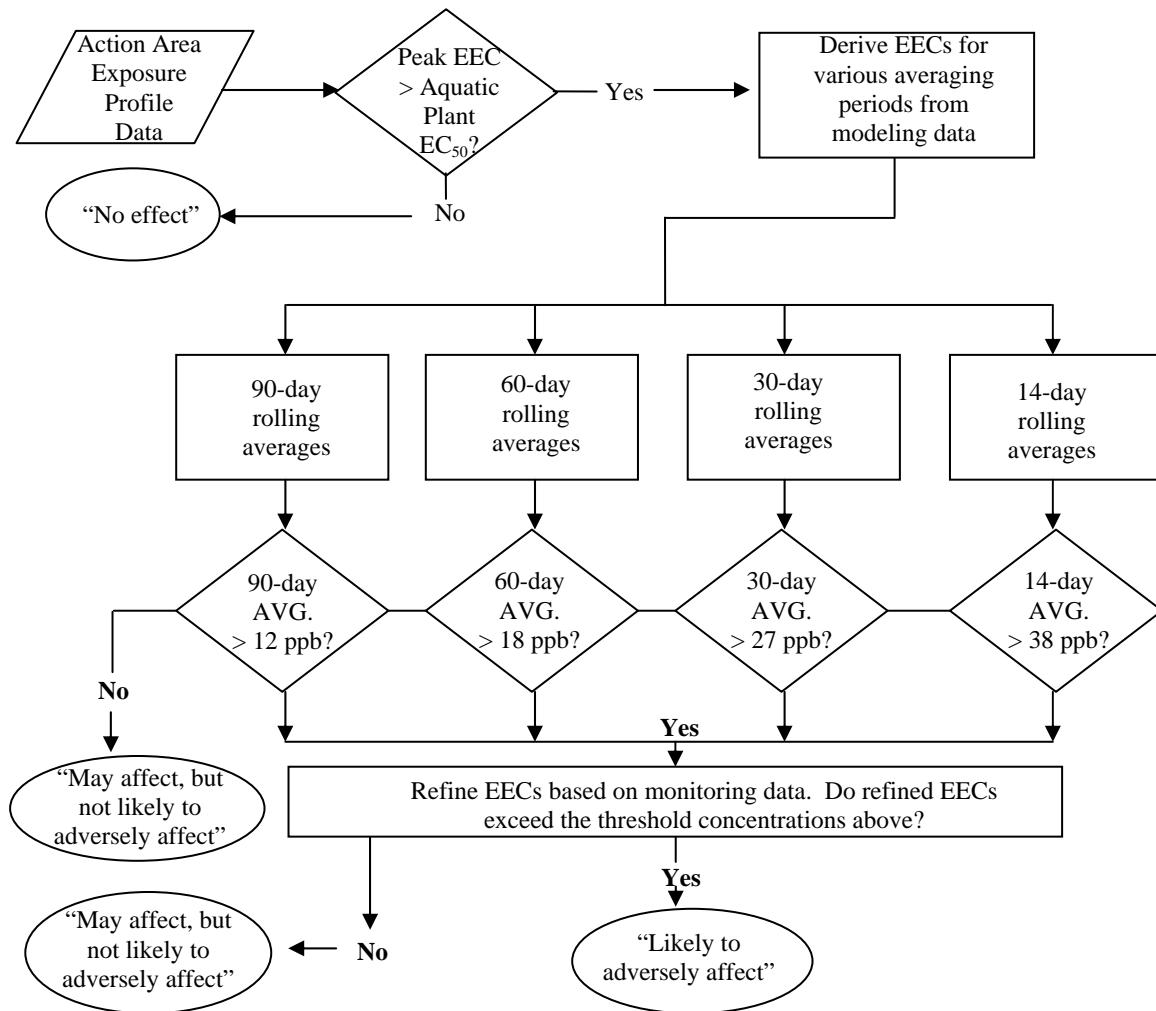 Action Area
Exposure
Profile
Data
Peak EEC
> Aquatic
Plant
EC₅₀?
Yes
Derive EECs for
various averaging
periods from
modeling data
No
“No effect”
90-day
rolling
averages
60-day
rolling
averages
30-day
rolling
averages
14-day
rolling
averages
90-day
AVG.
> 12 ppb?
60-day
AVG.
> 18 ppb?
30-day
AVG.
> 27 ppb?
14-day
AVG.
> 38 ppb?
No
Yes
“May affect, but
not likely to
adversely affect”
Refine EECs based on monitoring data. Do refined EECs
exceed the threshold concentrations above?
Yes
No
“May affect, but
not likely to
adversely affect”
“Likely to
adversely affect”